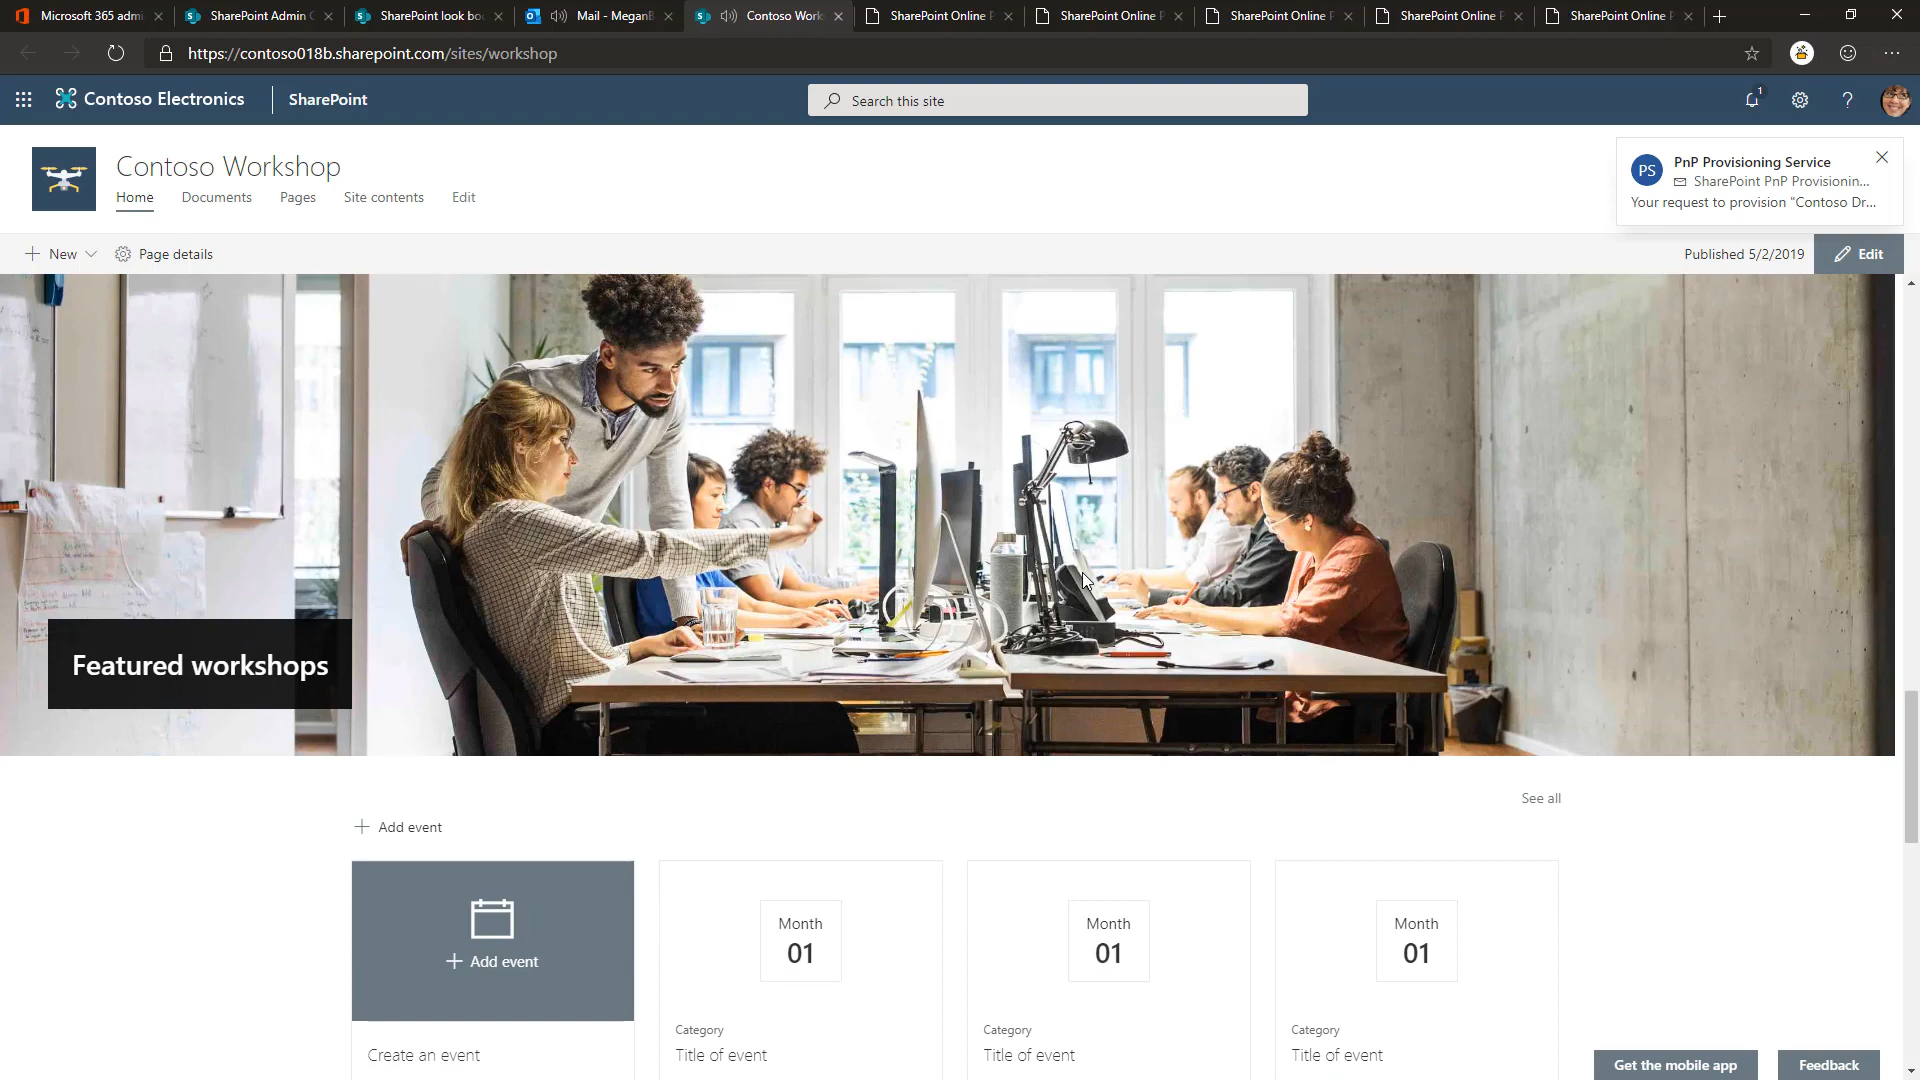 Microsoft 365 admi
SharePoint Admin C
SharePoint look boo
Mail - MeganB
Contoso Work
SharePoint Online P
SharePoint Online P
SharePoint Online P
SharePoint Online P
SharePoint Online P
https://contoso018b.sharepoint.com/sites/workshop
Contoso Electronics
SharePoint
Search this site
1
?
Contoso Workshop
Home
Documents
Pages
Site contents
Edit
PS
PnP Provisioning Service
SharePoint PnP Provisionin...
Your request to provision "Contoso Dr...
New
Page details
Published 5/2/2019
Edit
Featured workshops
See all
Add event
Add event
Create an event
Month
01
Category
Title of event
Month
01
Category
Title of event
Month
01
Category
Title of event
Get the mobile app
Feedback